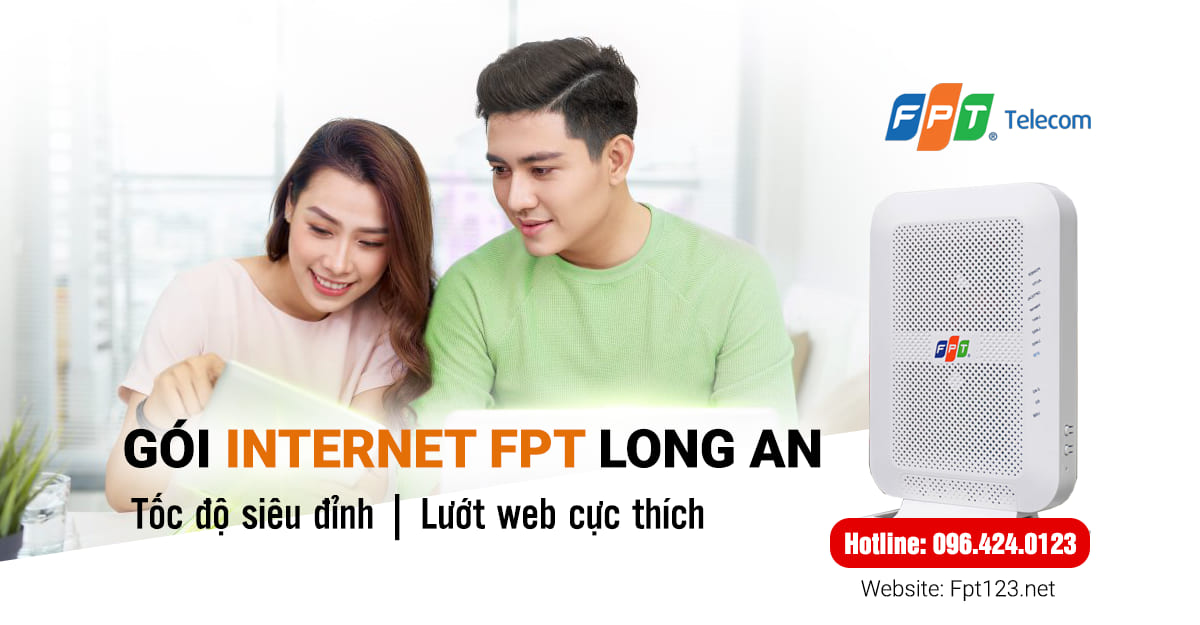 FPT® Telecom
FPT®
GÓI INTERNET FPT LONG AN
Tốc độ siêu đỉnh | Lướt web cực thích
Hotline: 096.424.0123
Website: Fpt123.net